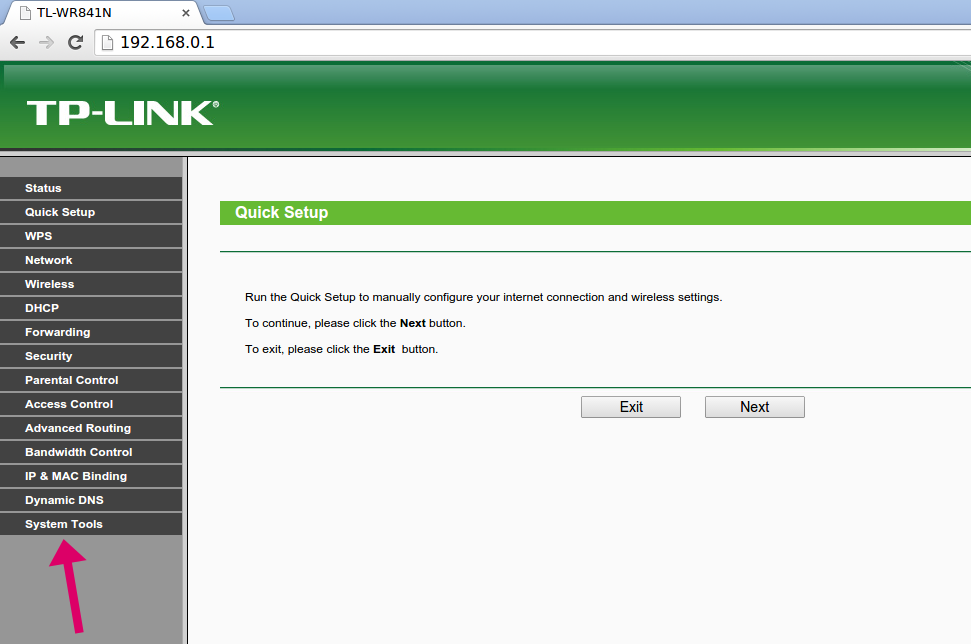 TL-WR841N
192.168.0.1
TP-LINK®
Status
Quick Setup
WPS
Network
Wireless
DHCP
Forwarding
Security
Parental Control
Access Control
Advanced Routing
Bandwidth Control
IP & MAC Binding
Dynamic DNS
System Tools
Quick Setup
Run the Quick Setup to manually configure your internet connection and wireless settings.
To continue, please click the Next button.
To exit, please click the Exit button.
Exit Next